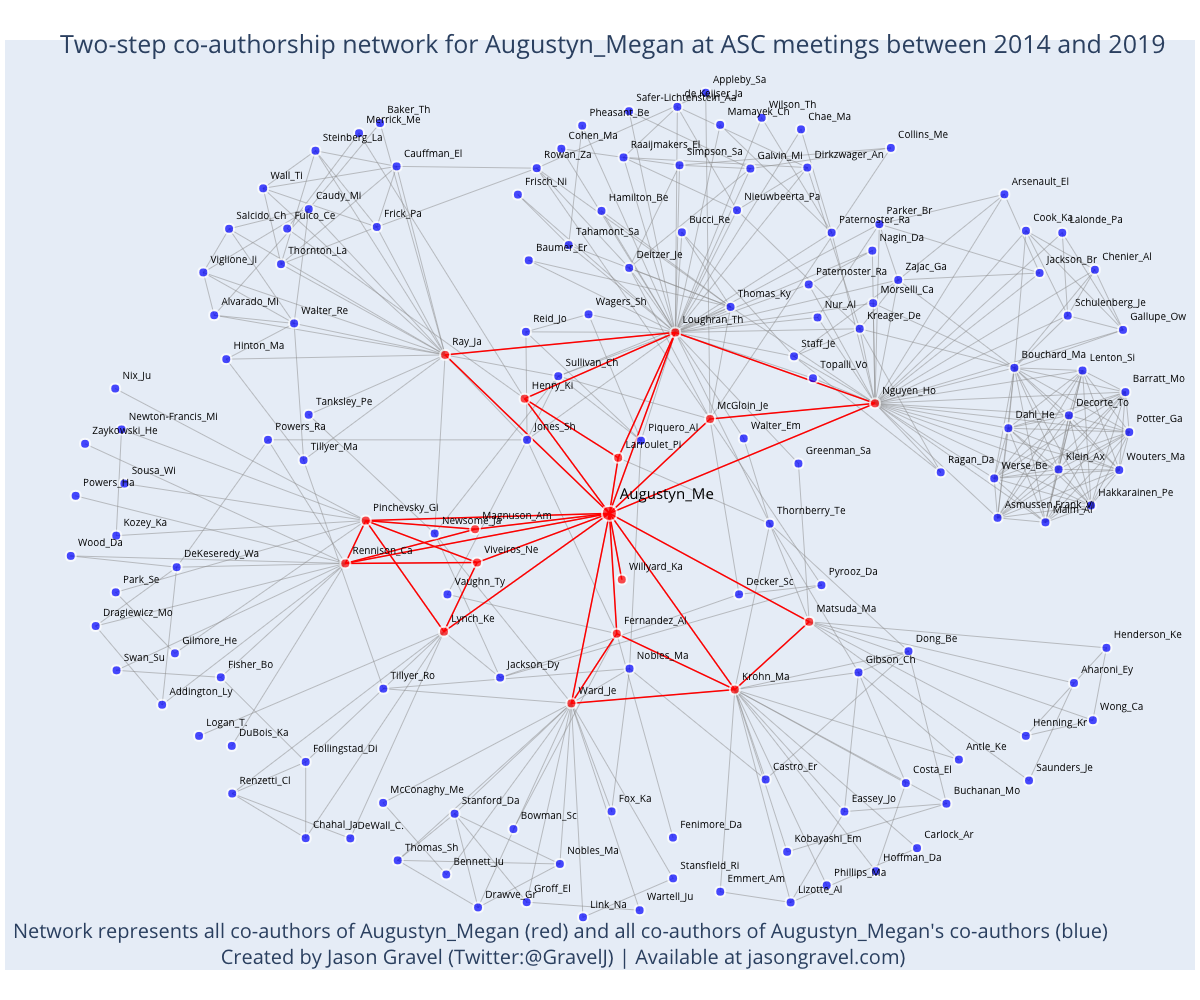 Two-step co-authorship network for Augustyn_Megan at ASC meetings between 2014 and 2019
Appleby_Sa
de Keijser_Ja
Safer-Lichtenstein_Aa
Wilson_Th
Baker_Th
Pheasant_Be
Mamayek_Ch
Merrick_Me
Chae_Ma
Steinberg_La
Cohen_Ma
Raaijmakers_El
Collins_Me
Cauffman_El
Rowan_Za
Simpson_Sa
Galvin_Mi
Dirkzwager_An
Wall_Ti
Frisch_Ni
Arsenault_El
Caudy_Mi
Hamilton_Be
Nieuwbeerta_Pa
Salcido_Ch
Fulco_Ce
Frick_Pa
Bucci_Re
Paternoster_Ra
Parker_Br
Cook_Ka
Lalonde_Pa
Tahamont_Sa
Nagin_Da
Thornton_La
Baumer_Er
Deltzer_Je
Viglione_Ji
Zajac_Ga
Jackson_Br
Chenier_Al
Paternoster_Ra
Morselli_Ca
Alvarado_Mi
Walter_Re
Wagers_Sh
Thomas_Ky
Nur_Al
Schulenberg_Je
Gallupe_Ow
Reid_Jo
Loughran_Th
Kreager_De
Hinton_Ma
Ray_Ja
Staff_Je
Bouchard_Ma
Lenton_Si
Sullivan_Ch
Topalli_Vo
Nix_Ju
Henry_Ki
Nguyen_Ho
Barratt_Mo
Tanksley_Pe
McGloin_Je
Decorte_To
Newton-Francis_Mi
Dahl_He
Potter_Ga
Zaykowski_He
Powers_Ra
Jones_Sh
Piquero_Al
Walter_Em
Tillyer_Ma
Larroulet_Pi
Greenman_Sa
Ragan_Da
Werse_Be
Klein_Ax
Wouters_Ma
Sousa_Wi
Powers_Ha
Augustyn_Me
Hakkarainen_Pe
Pinchevsky_Gi
Magnuson_Am
Newsome_Ja
Thornberry_Te
Asmussen Frank_V
Malm_Ai
Kozey_Ka
Wood_Da
DeKeseredy_Wa
Rennison_Ca
Viveiros_Ne
Willyard_Ka
Park_Se
Vaughn_Ty
Decker_Sc
Pyrooz_Da
Dragiewicz_Mo
Lynch_Ke
Fernandez_Al
Matsuda_Ma
Gilmore_He
Dong_Be
Henderson_Ke
Swan_Su
Fisher_Bo
Jackson_Dy
Nobles_Ma
Gibson_Ch
Aharoni_Ey
Addington_Ly
Tillyer_Ro
Ward_Je
Krohn_Ma
Wong_Ca
Logan_T.
DuBois_Ka
Henning_Kr
Follingstad_Di
Antle_Ke
Renzetti_Cl
Castro_Er
Costa_El
Saunders_Je
McConaghy_Me
Stanford_Da
Fox_Ka
Eassey_Jo
Buchanan_Mo
Chahal_Ja
DeWall_C.
Bowman_Sc
Fenimore_Da
Kobayashi_Em
Carlock_Ar
Thomas_Sh
Nobles_Ma
Hoffman_Da
Bennett_Ju
Stansfield_Ri
Emmert_Am
Phillips_Ma
Drawve_Gr
Groff_El
Link_Na
Wartell_Ju
Lizotte_Al
Network represents all co-authors of Augustyn_Megan (red) and all co-authors of Augustyn_Megan's co-authors (blue)
Created by Jason Gravel (Twitter:@GravelJ) | Available at jasongravel.com)